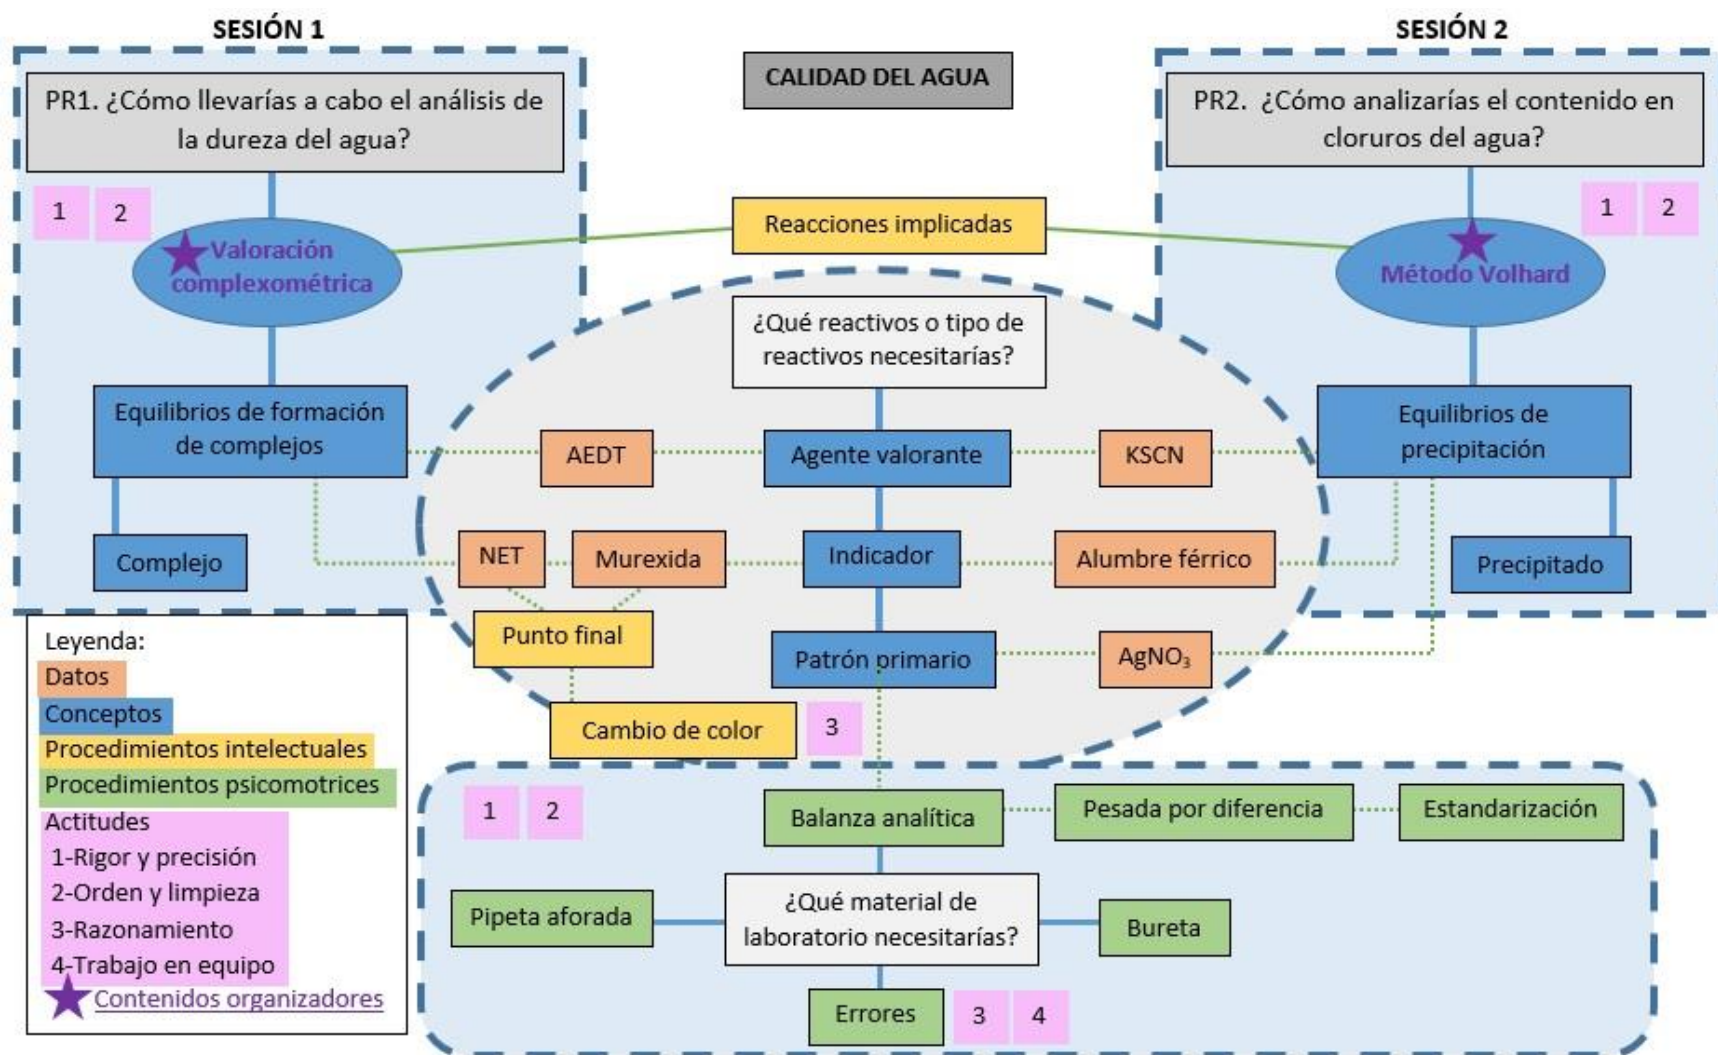 SESIÓN 1
PR1. ¿Cómo llevarías a cabo el análisis de
la dureza del agua?
1
2
Valoración
complexométrica
Equilibrios de formación
de complejos
Complejo
CALIDAD DEL AGUA
Reacciones implicadas
SESIÓN 2
PR2. ¿Cómo analizarías el contenido en
cloruros del agua?
1
2
Método Volhard
Equilibrios de
precipitación
Precipitado
¿Qué reactivos o tipo de
reactivos necesitarías?
AEDT
Agente valorante
KSCN
NET
Murexida
Indicador
Alumbre férrico
Punto final
Patrón primario
AgNO₃
Cambio de color
3
1
2
Balanza analítica
Pesada por diferencia
Estandarización
Pipeta aforada
¿Qué material de
laboratorio necesitarías?
Bureta
Errores
3
4
Leyenda:
Datos
Conceptos
Procedimientos intelectuales
Procedimientos psicomotrices
Actitudes
1-Rigor y precisión
2-Orden y limpieza
3-Razonamiento
4-Trabajo en equipo
Contenidos organizadores